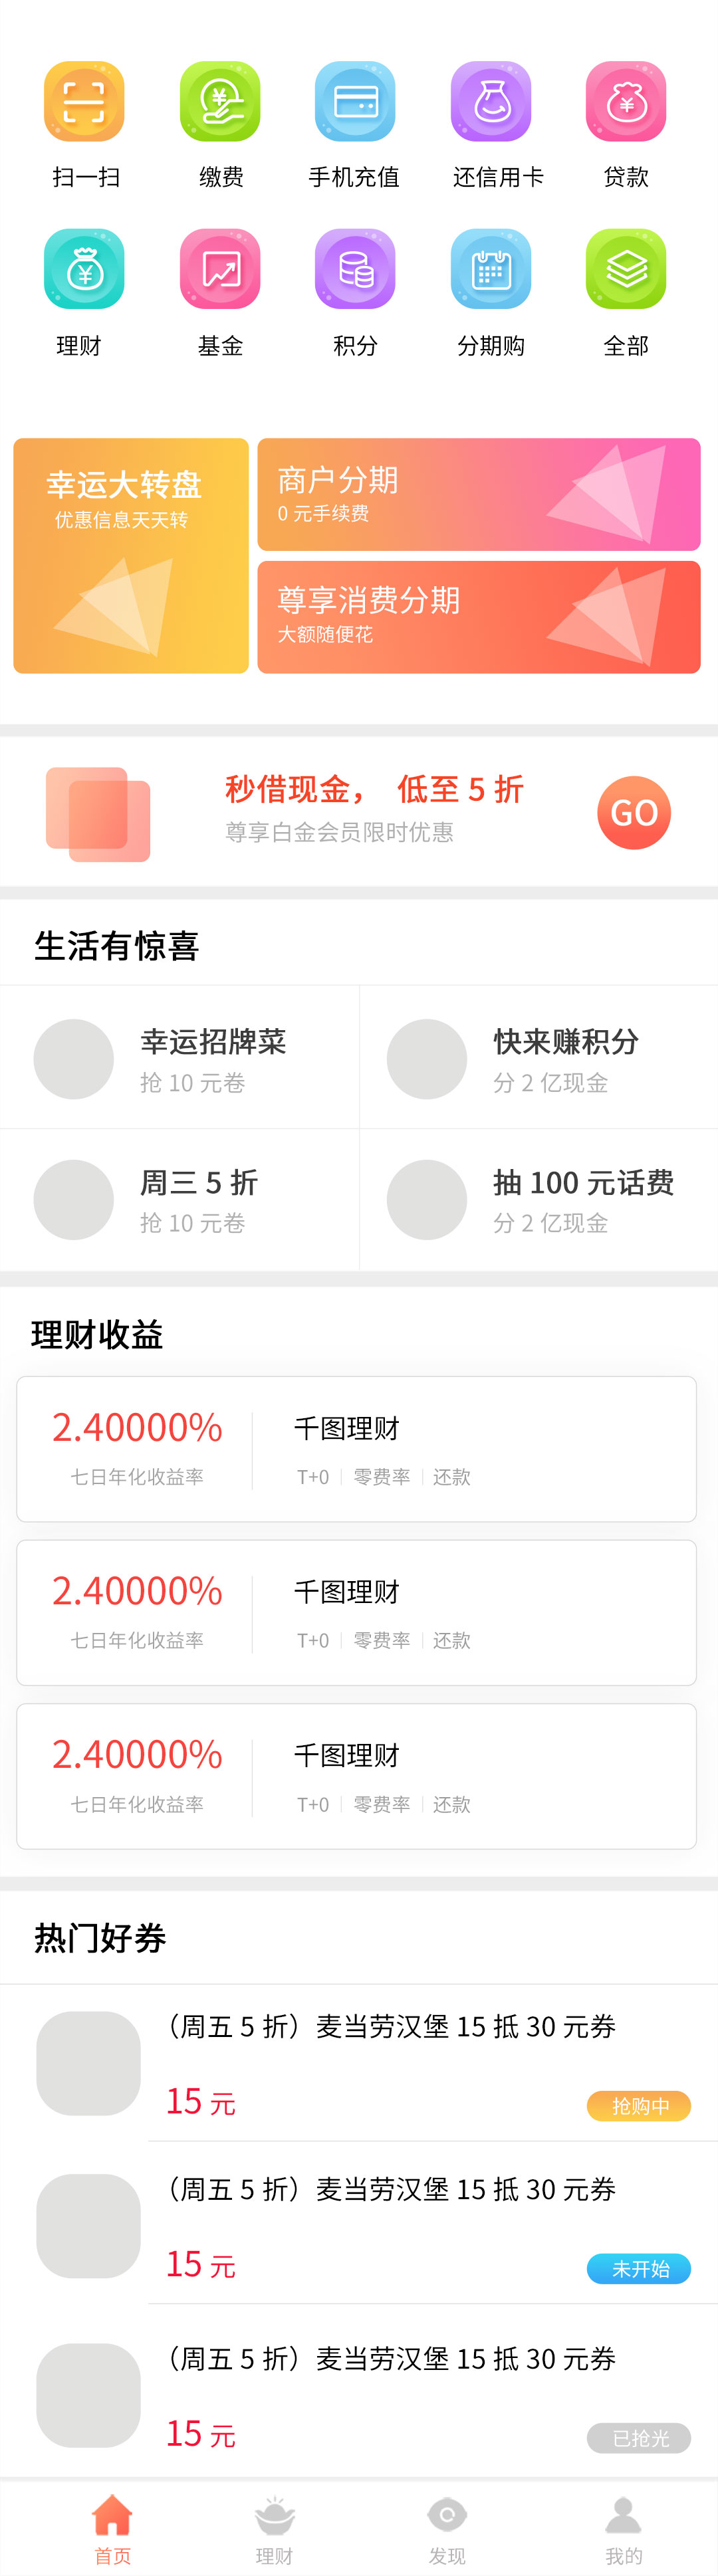 扫一扫 缴费 手机充值 还信用卡 贷款
理财 基金 积分 分期购 全部
幸运大转盘
优惠信息天天转
商户分期
0 元手续费
尊享消费分期
大额随便花
秒借现金， 低至 5 折
尊享白金会员限时优惠
GO
生活有惊喜
幸运招牌菜
抢 10 元卷
快来赚积分
分 2 亿现金
周三 5 折
抢 10 元卷
抽 100 元话费
分 2 亿现金
理财收益
2.40000%
七日年化收益率
千图理财
T+0 零费率 还款
2.40000%
七日年化收益率
千图理财
T+0 零费率 还款
2.40000%
七日年化收益率
千图理财
T+0 零费率 还款
热门好券
（周五 5 折）麦当劳汉堡 15 抵 30 元券
15 元
抢购中
（周五 5 折）麦当劳汉堡 15 抵 30 元券
15 元
未开始
（周五 5 折）麦当劳汉堡 15 抵 30 元券
15 元
已抢光
首页 理财 发现 我的